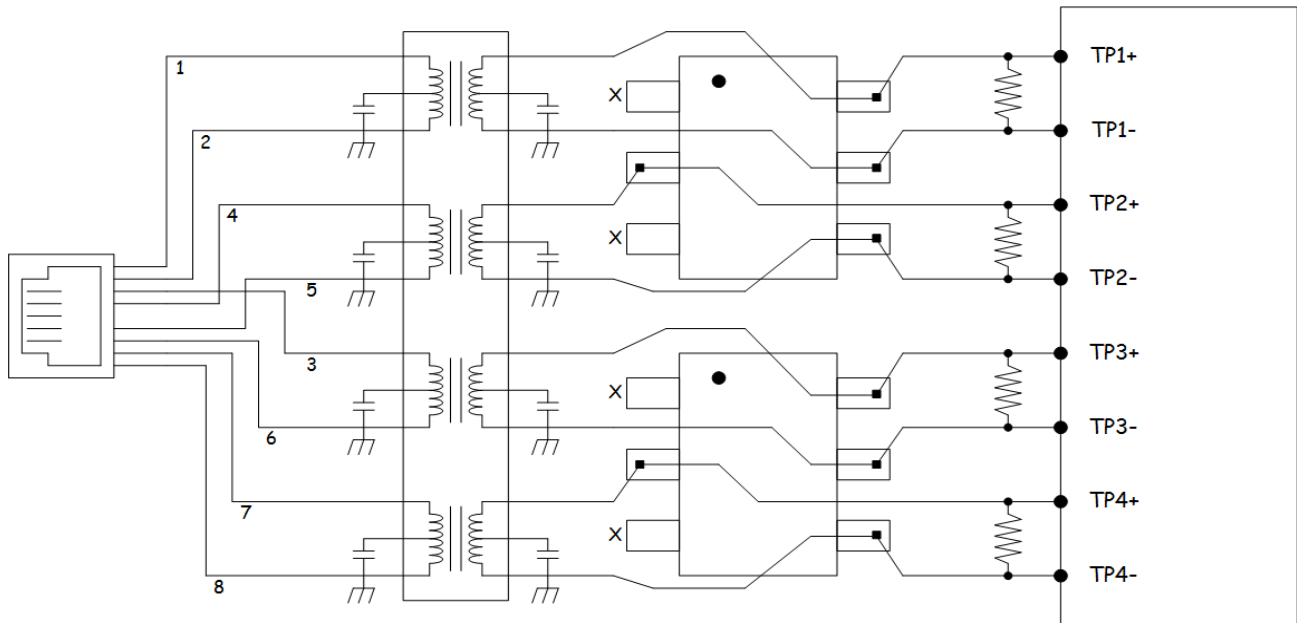 1
TP1+
X
TP1-
2
4
TP2+
X
5
TP2-
3
TP3+
X
6
TP3-
7
TP4+
X
8
TP4-